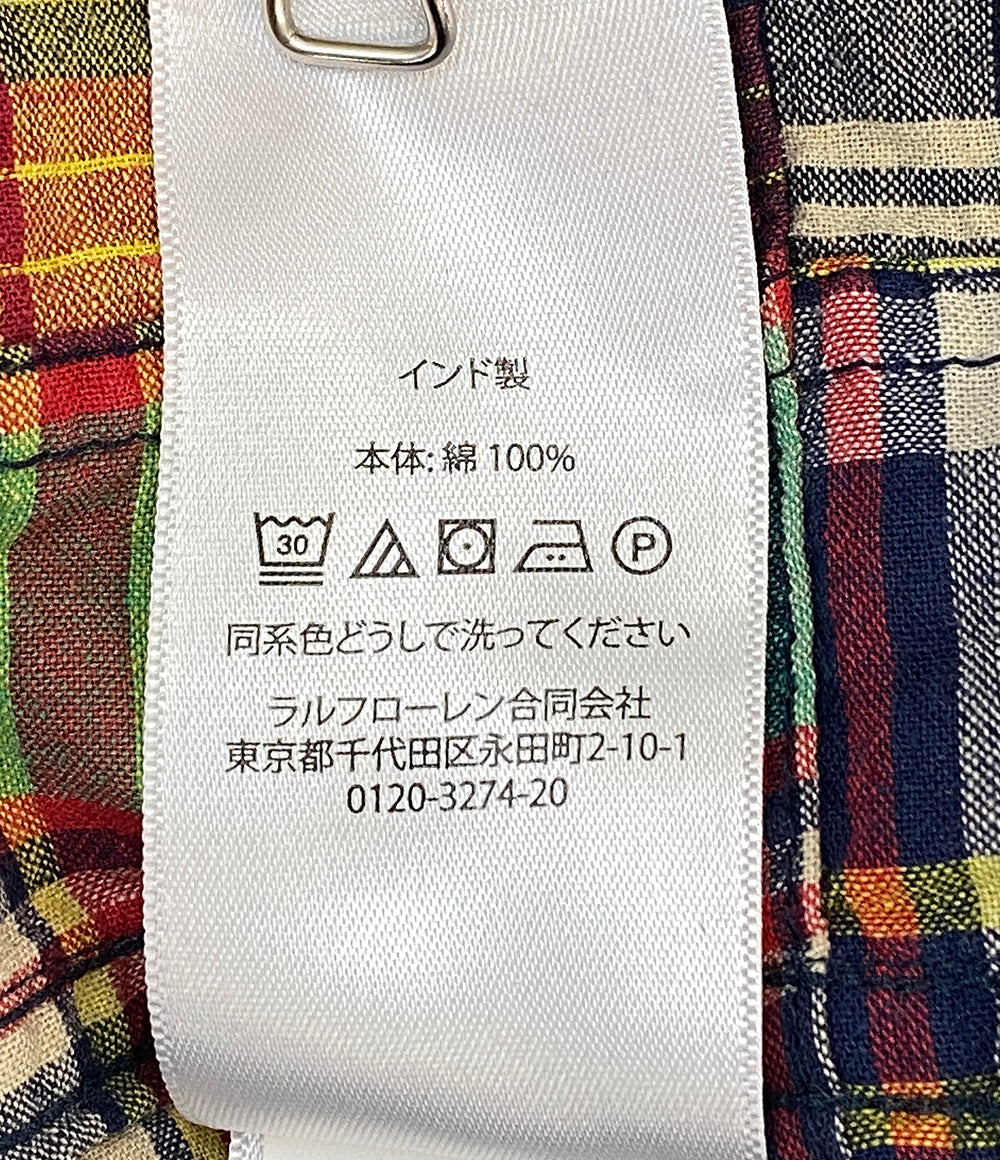 インド製
本体: 綿 100%
30 P
同系色どうしで洗ってください
ラルフローレン合同会社
東京都千代田区永田町2-10-1
0120-3274-20